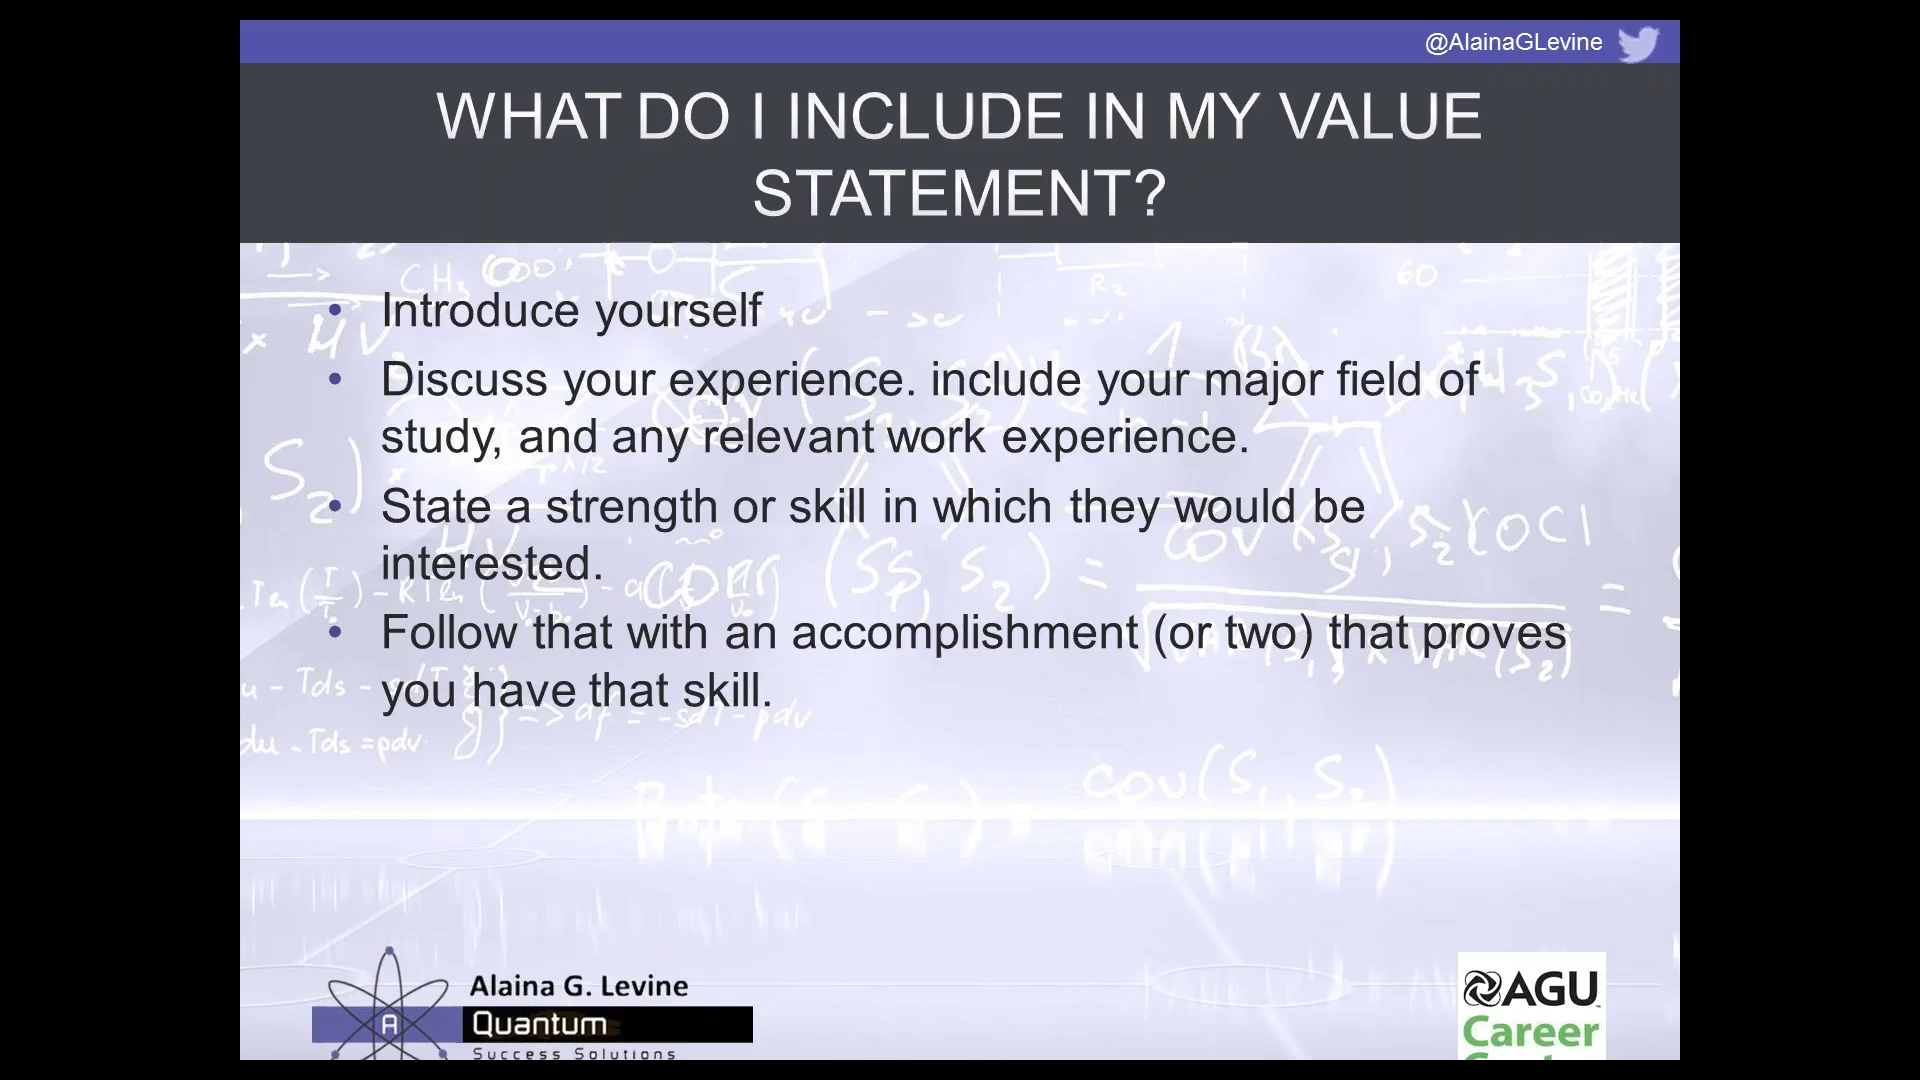 @AlainaGLevine
WHAT DO I INCLUDE IN MY VALUE
STATEMENT?
• Introduce yourself
• Discuss your experience. include your major field of
study, and any relevant work experience.
• State a strength or skill in which they would be
interested.
• Follow that with an accomplishment (or two) that proves
you have that skill.
Alaina G. Levine
A Quantum
Success Solutions
AGU
Career